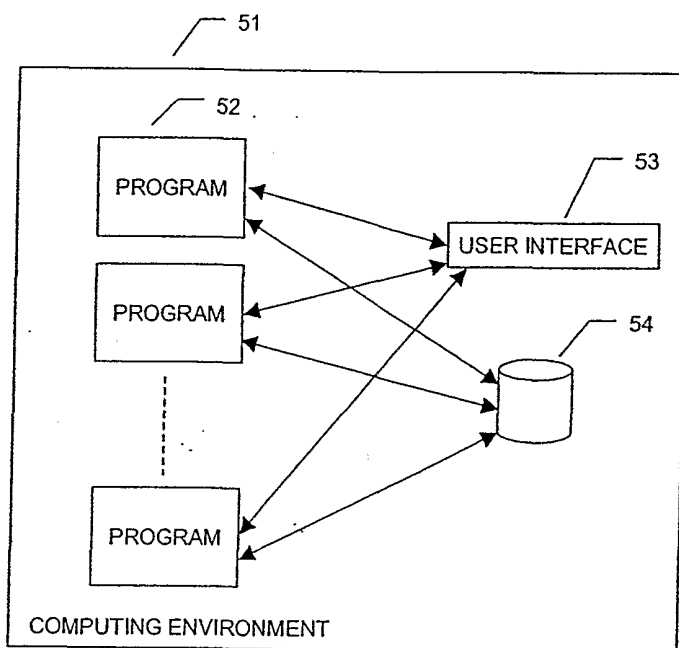 51
52
PROGRAM
53
USER INTERFACE
PROGRAM
54
PROGRAM
COMPUTING ENVIRONMENT